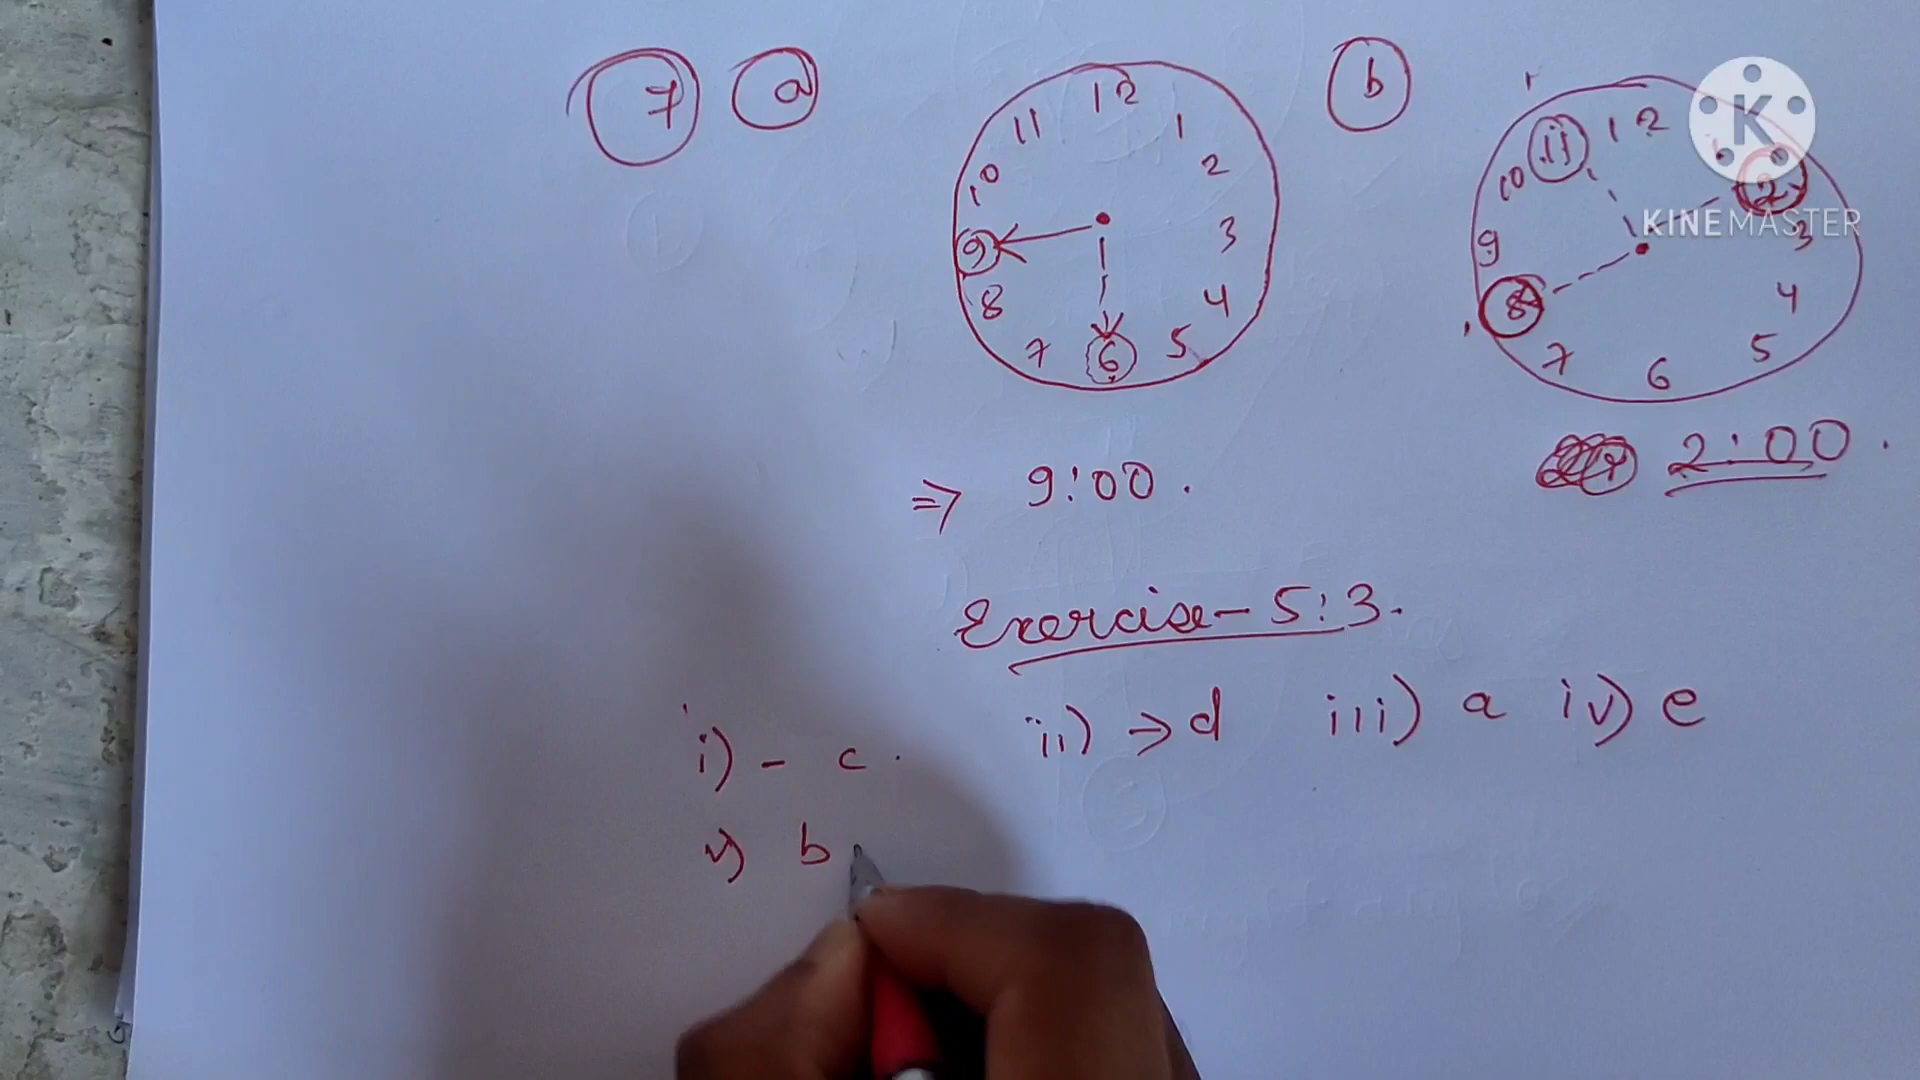 7 a b
12 1 2 3 4 5 6 7 8 9 10 11
12 2 3 4 5 6 7 8 9 10 11
K
KINEMASTER
⇒ 9:00. 2:00.
Exercise - 5:3.
i) - c. ii) → d iii) a iv) e
v) b